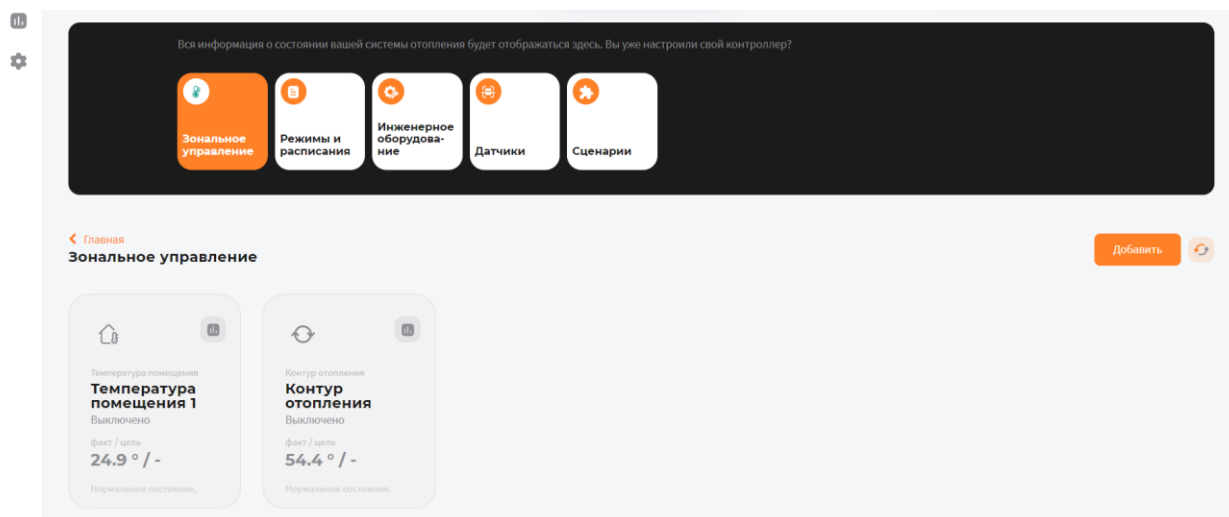 Вся информация о состоянии вашей системы отопления будет отображаться здесь. Вы уже настроили свой контроллер?
Зональное
управление
Режимы и
расписания
Инженерное
оборудова-
ние
Датчики
Сценарии
Главная
Зональное управление
Добавить
Температура помещения
Температура
помещения 1
Выключено
факт / цель
24.9 ° / -
Нормальное состояние.
Контур отопления
Контур
отопления
Выключено
факт / цель
54.4 ° / -
Нормальное состояние.